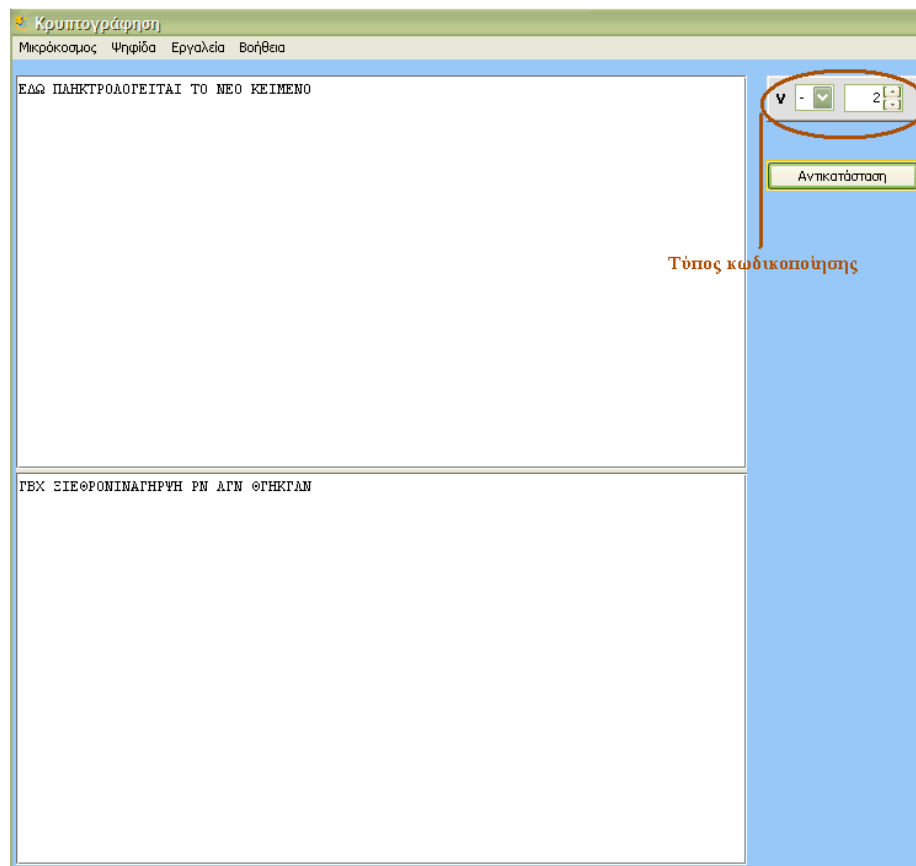 Κρυπτογράφηση
Μικρόκοσμος Ψηφίδα Εργαλεία Βοήθεια
ΕΔΩ ΠΛΗΚΤΡΟΛΟΓΕΙΤΑΙ ΤΟ ΝΕΟ ΚΕΙΜΕΝΟ
ν - 2
Αντικατάσταση
Τύπος κωδικοποίησης
ΓΒΧ ΞΙΕΘΡΟΝΙΝΑΓΗΡΨΗ ΡΝ ΛΓΝ ΘΓΗΚΓΛΝ